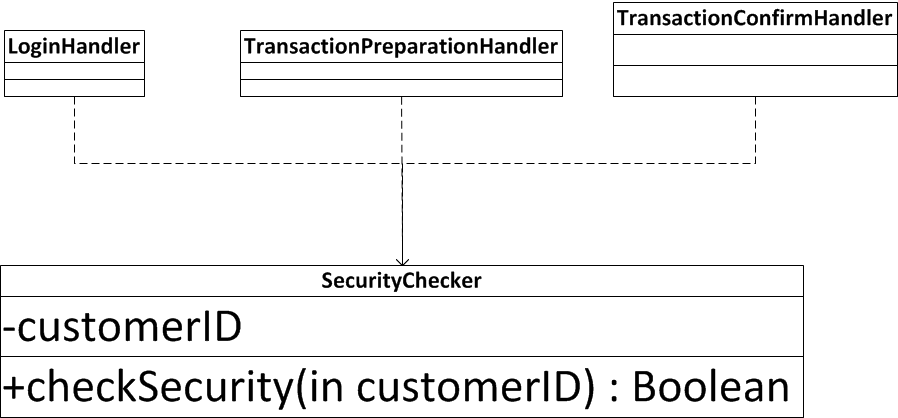 LoginHandler
TransactionPreparationHandler
TransactionConfirmHandler
SecurityChecker
-customerID
+checkSecurity(in customerID) : Boolean